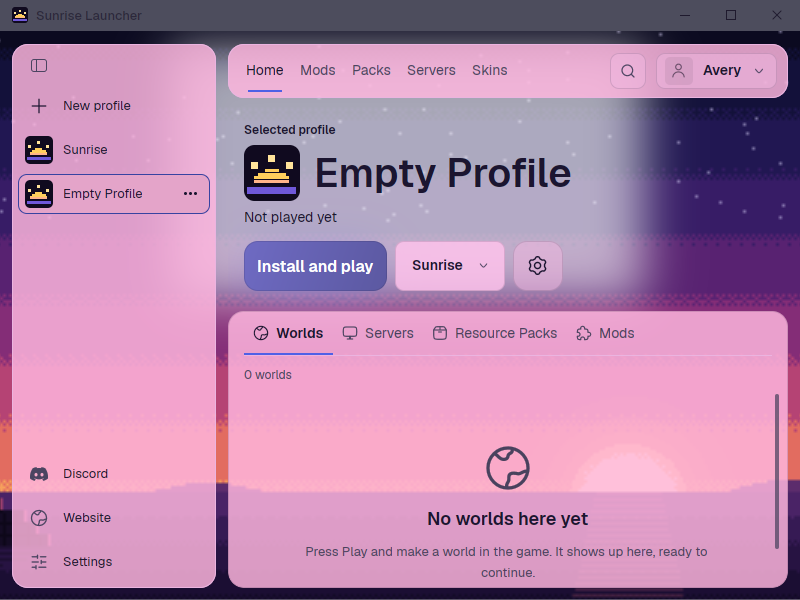 Sunrise Launcher
New profile
Sunrise
Empty Profile
Discord
Website
Settings
Home Mods Packs Servers Skins
Avery
Selected profile
Empty Profile
Not played yet
Install and play
Sunrise
Worlds Servers Resource Packs Mods
0 worlds
No worlds here yet
Press Play and make a world in the game. It shows up here, ready to
continue.